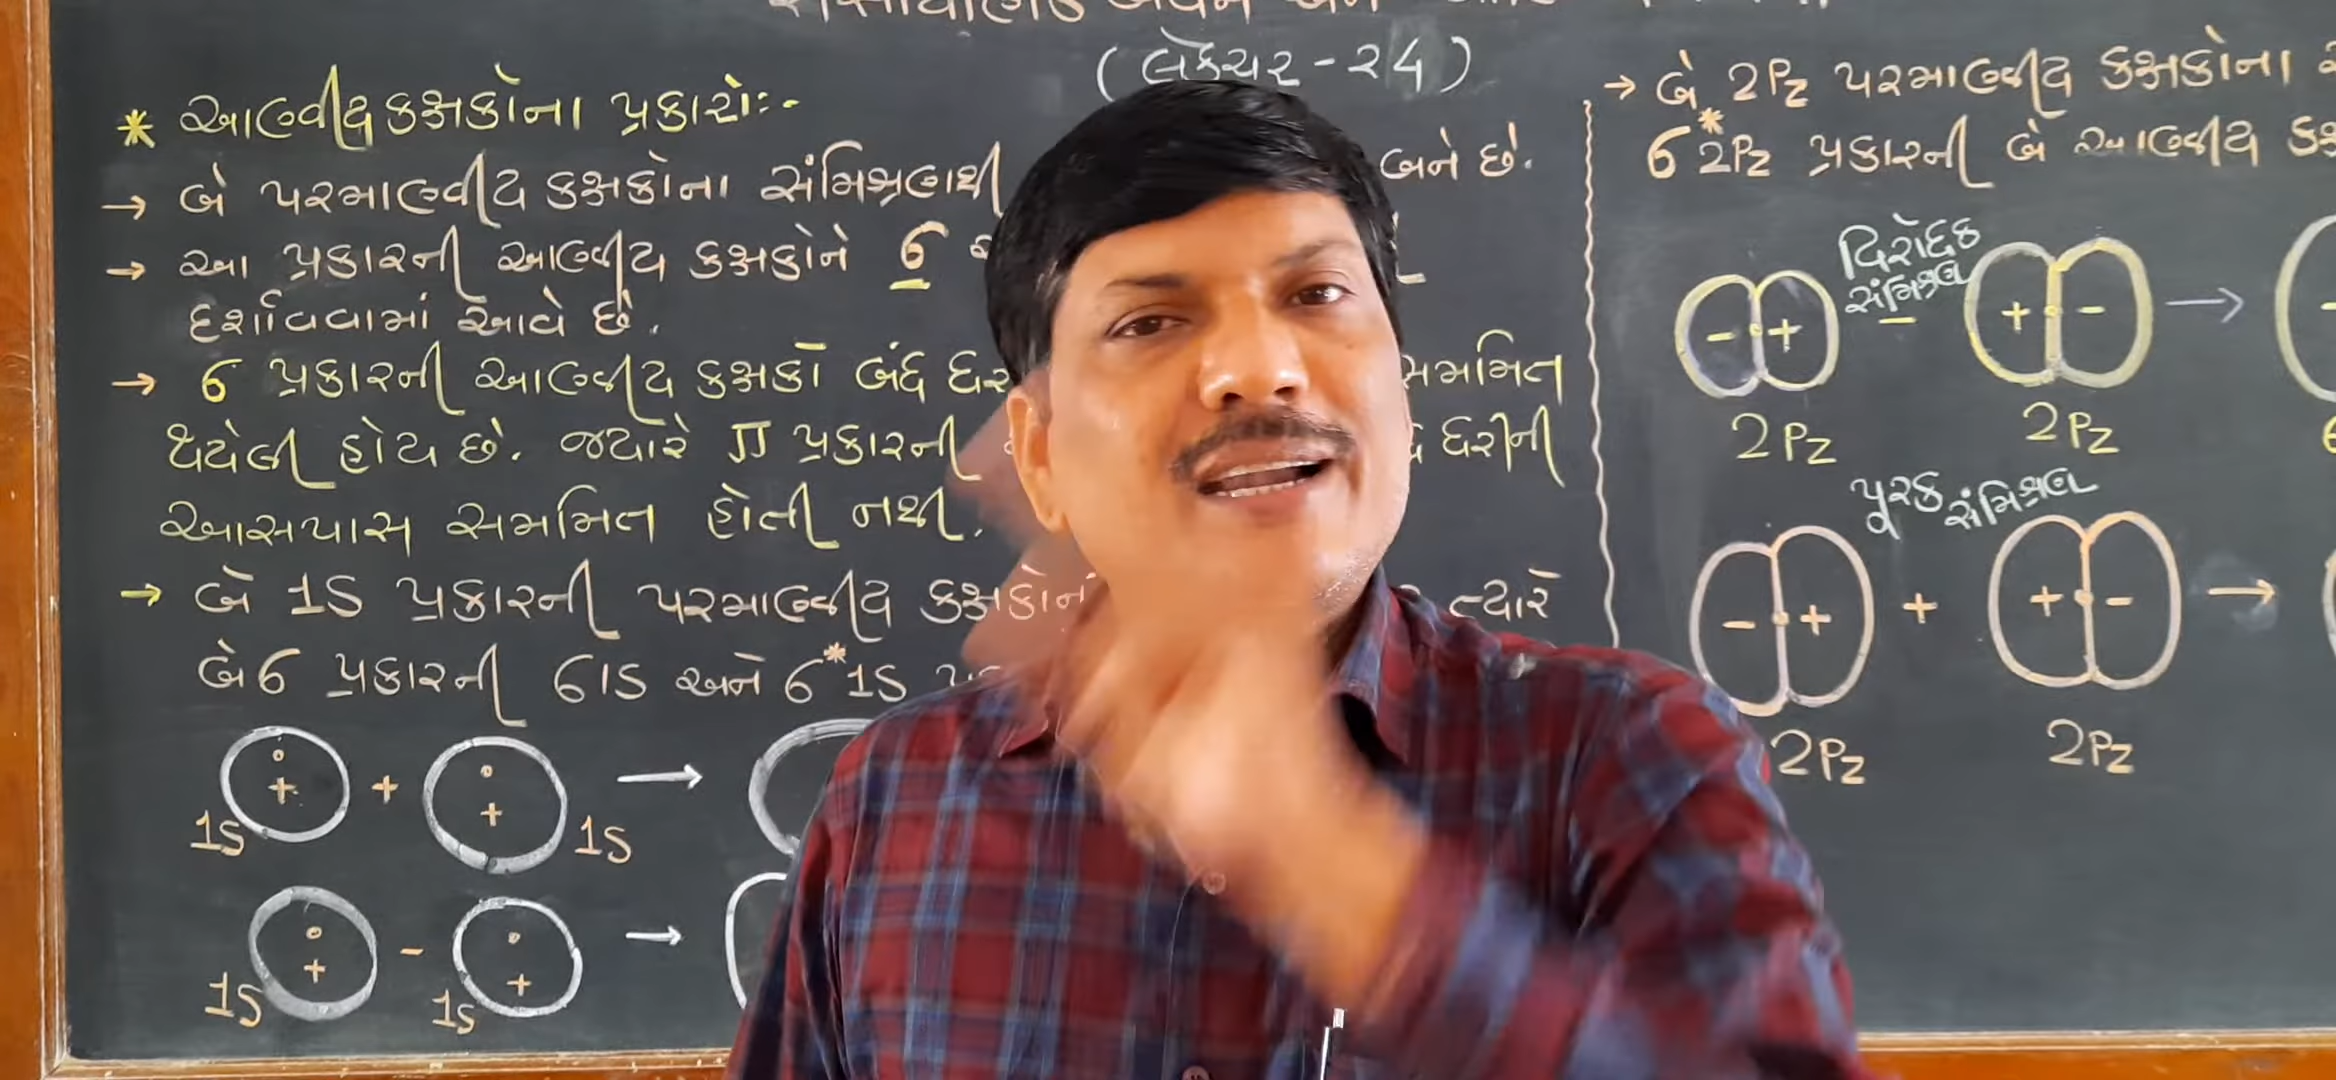 (લેક્ચર-૨4)
* આણ્વીય કક્ષકોના પ્રકારો:-
→ બે પરમાણ્વીય કક્ષકોના સંમિશ્રણથી
બને છે.
→ આ પ્રકારની આણ્વીય કક્ષકોને 6
દર્શાવવામાં આવે છે.
→ 6 પ્રકારની આણ્વીય કક્ષકો બંધ ધરી
સમમિત
થયેલી હોય છે. જ્યારે π પ્રકારની
ધરીની
આસપાસ સમમિત હોતી નથી.
→ બે 1S પ્રકારની પરમાણ્વીય કક્ષકોનં
ત્યારે
બે 6 પ્રકારની 61S અને 6*1S
+ + + →
1S 1S
+ - + →
1S 1S
→ બે 2Pz પરમાણ્વીય કક્ષકોના
6*2Pz પ્રકારની બે આણ્વીય કક્ષ
વિરોધક
સંમિશ્રણ
- + + - →
2Pz 2Pz
પૂરક સંમિશ્રણ
- + + + - →
2Pz 2Pz